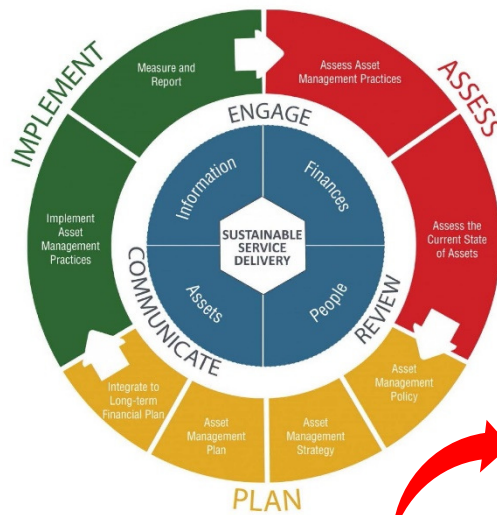 IMPLEMENT
Measure and
Report
Assess Asset
Management Practices
ASSESS
ENGAGE
Information
Finances
Implement
Asset
Management
Practices
SUSTAINABLE
SERVICE
DELIVERY
Assess the
Current State
of Assets
COMMUNICATE
Assets
People
REVIEW
Integrate to
Long-term
Financial Plan
Asset
Management
Plan
Asset
Management
Strategy
Asset
Management
Policy
PLAN